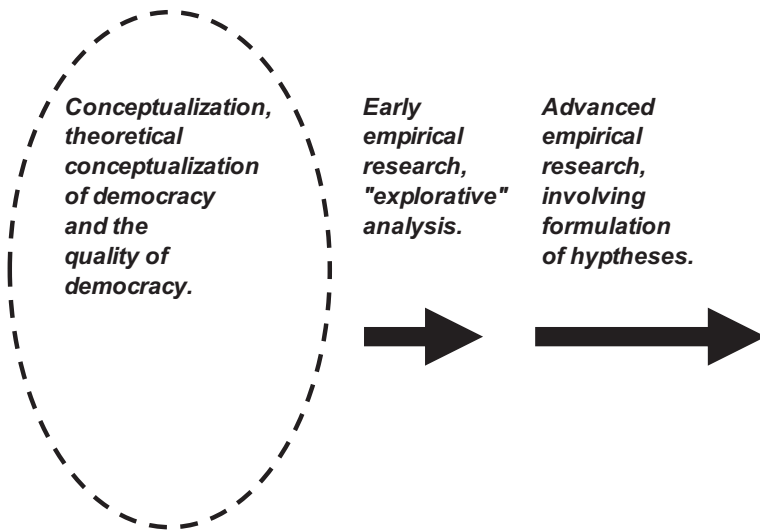 Conceptualization,
theoretical
conceptualization
of democracy
and the
quality of
democracy.
Early
empirical
research,
"explorative"
analysis.
Advanced
empirical
research,
involving
formulation
of hyptheses.